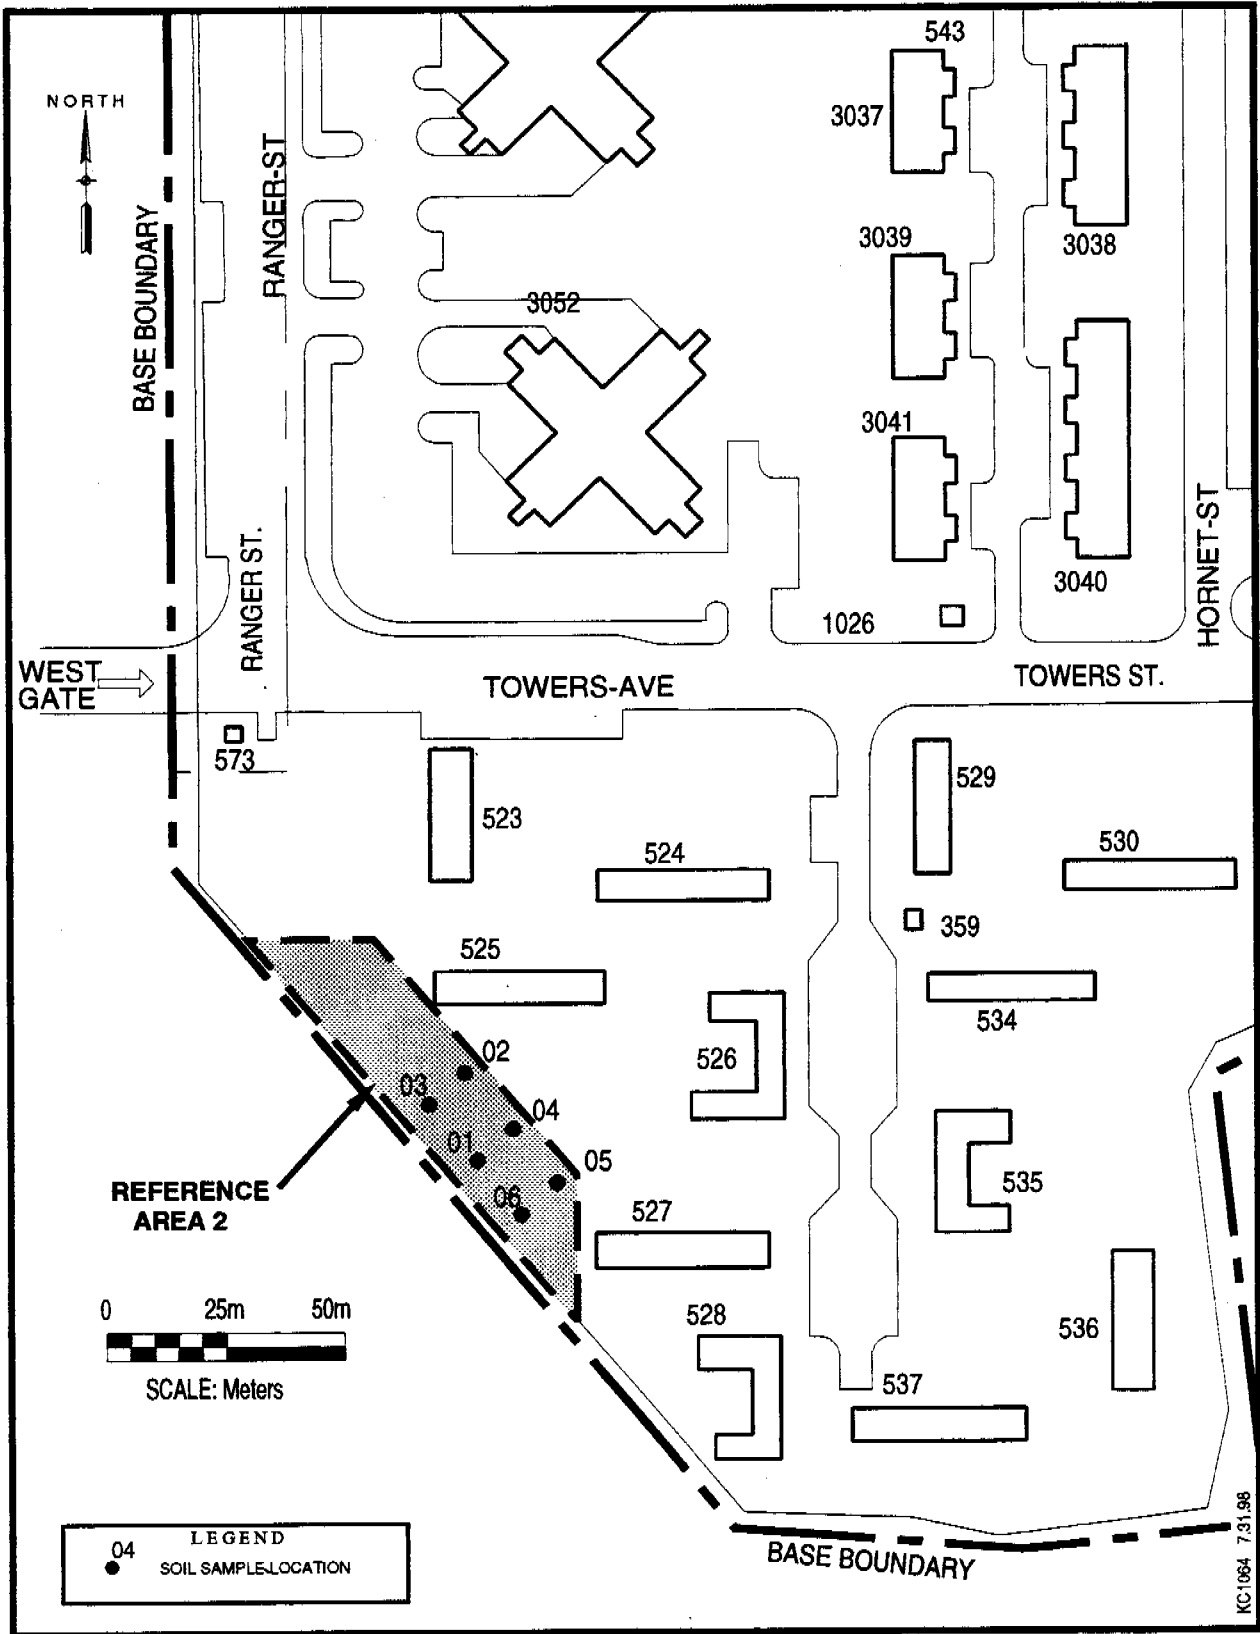 543
NORTH
3037
RANGER-ST
BASE BOUNDARY
3038
3039
3052
3041
HORNET-ST
RANGER ST.
3040
1026
WEST
GATE
TOWERS-AVE
TOWERS ST.
573
529
523
524
530
359
525
534
02
526
03
04
01
05
535
REFERENCE
AREA 2
06
527
0 25m 50m
528
536
SCALE: Meters
537
LEGEND
04
SOIL SAMPLE LOCATION
BASE BOUNDARY
KC1064 7.31.98